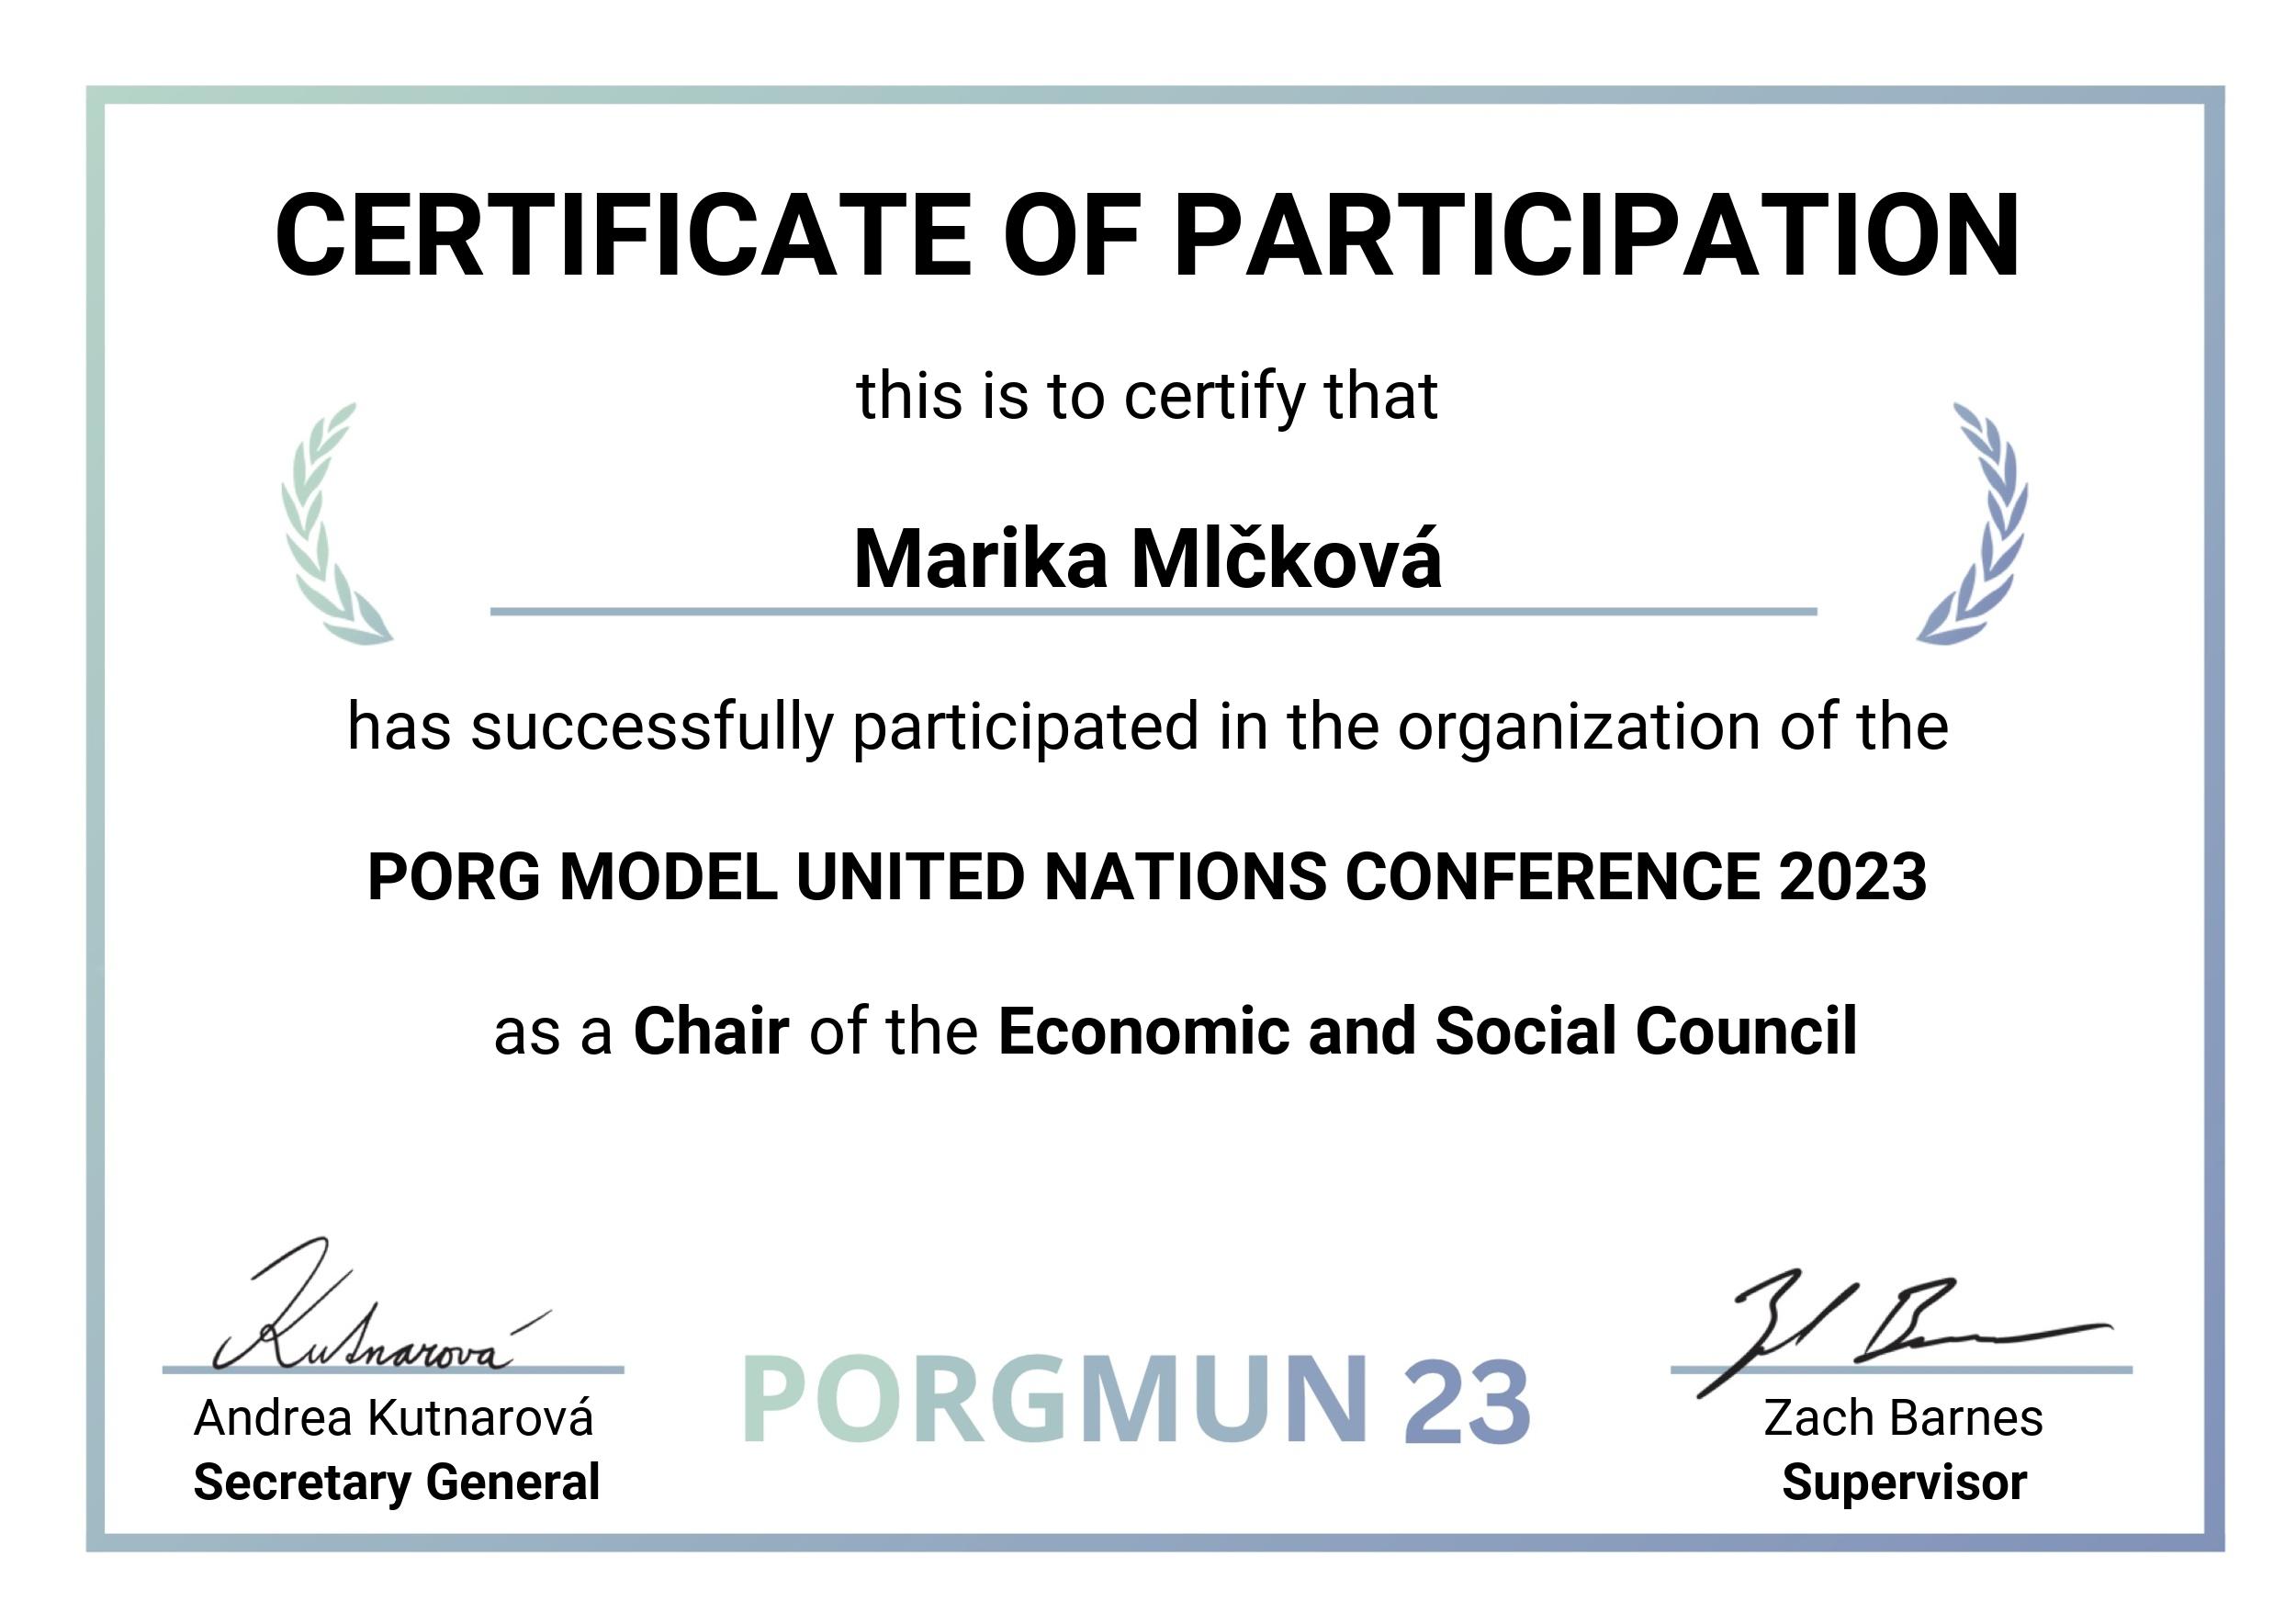 CERTIFICATE OF PARTICIPATION
this is to certify that
Marika Mlčková
has successfully participated in the organization of the
PORG MODEL UNITED NATIONS CONFERENCE 2023
as a Chair of the Economic and Social Council
Kutnarová
Andrea Kutnarová
Secretary General
PORGMUN 23
Zach Barnes
Supervisor